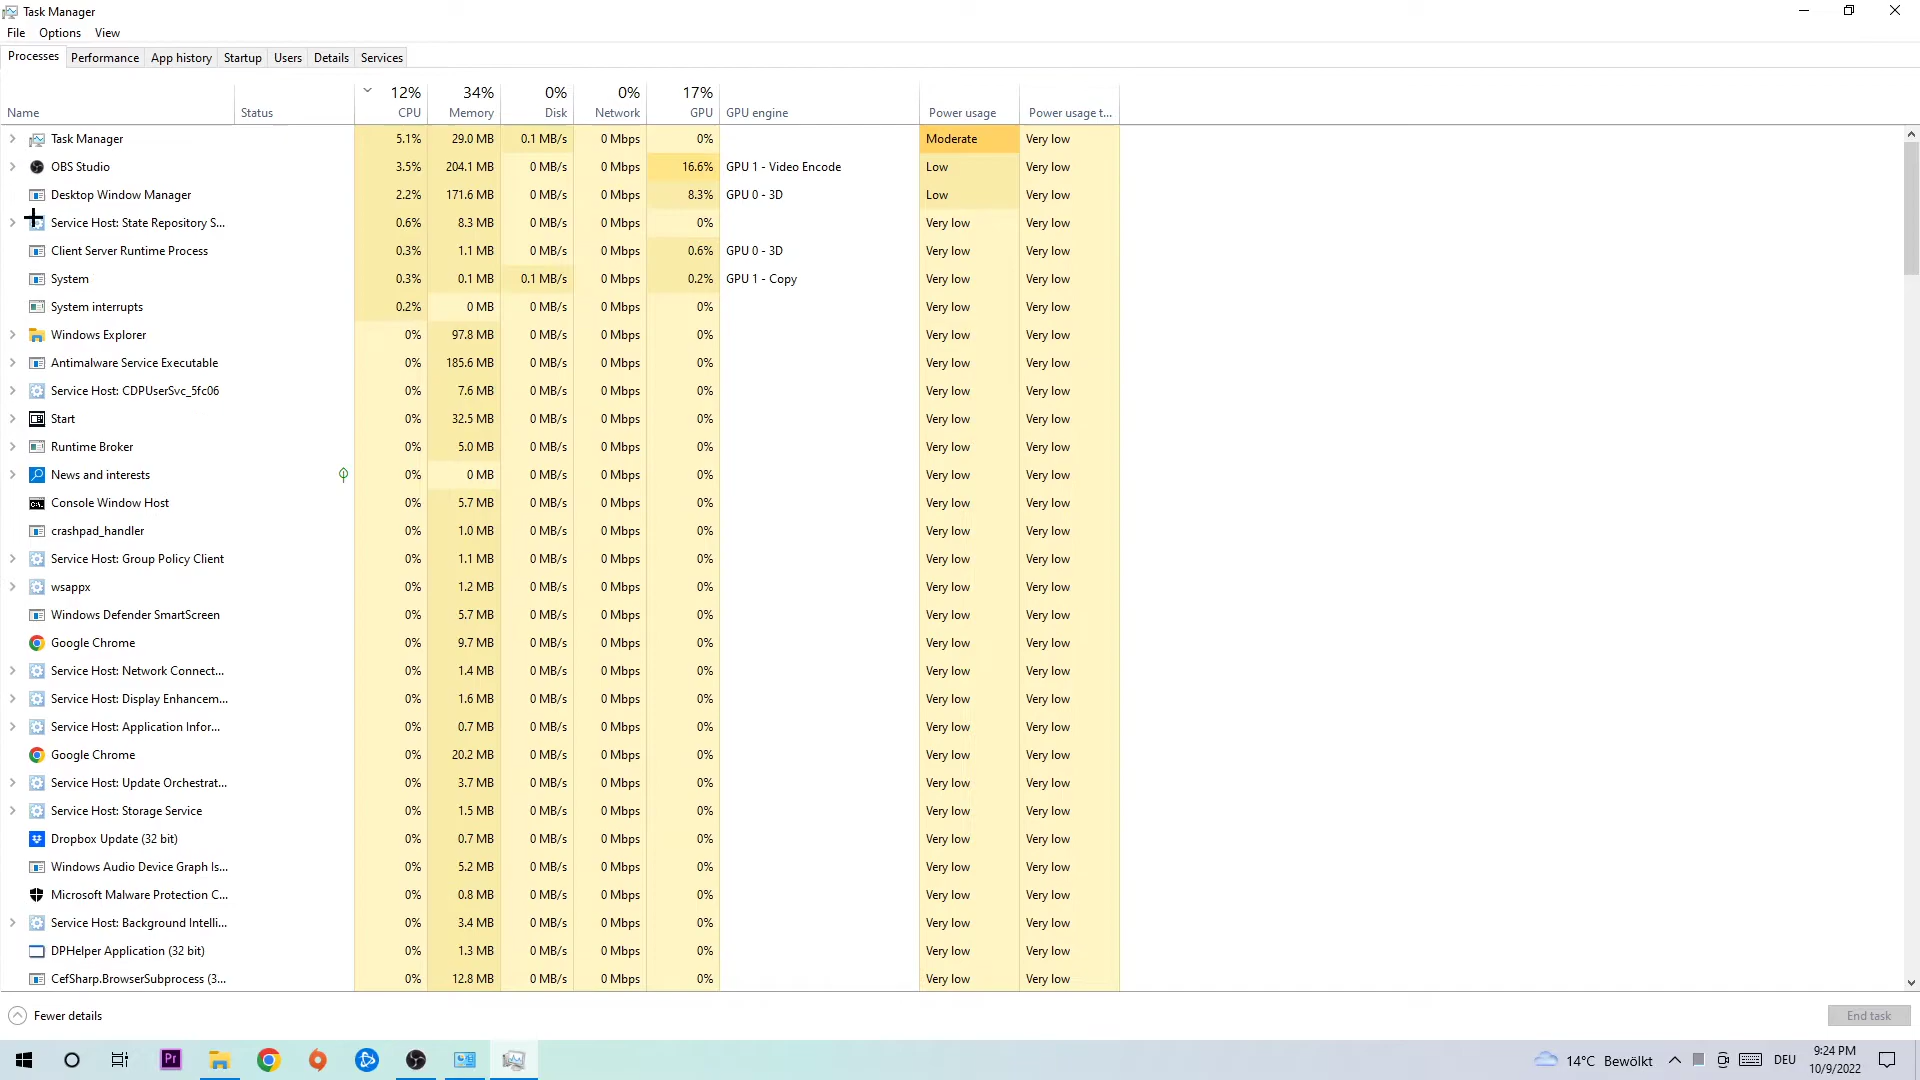 Task Manager
File Options View
Processes Performance App history Startup Users Details Services
12% 34% 0% 0% 17%
Name Status CPU Memory Disk Network GPU GPU engine Power usage Power usage t...
Task Manager 5.1% 29.0 MB 0.1 MB/s 0 Mbps 0% Moderate Very low
OBS Studio 3.5% 204.1 MB 0 MB/s 0 Mbps 16.6% GPU 1 - Video Encode Low Very low
Desktop Window Manager 2.2% 171.6 MB 0 MB/s 0 Mbps 8.3% GPU 0 - 3D Low Very low
Service Host: State Repository S... 0.6% 8.3 MB 0 MB/s 0 Mbps 0% Very low Very low
Client Server Runtime Process 0.3% 1.1 MB 0 MB/s 0 Mbps 0.6% GPU 0 - 3D Very low Very low
System 0.3% 0.1 MB 0.1 MB/s 0 Mbps 0.2% GPU 1 - Copy Very low Very low
System interrupts 0.2% 0 MB 0 MB/s 0 Mbps 0% Very low Very low
Windows Explorer 0% 97.8 MB 0 MB/s 0 Mbps 0% Very low Very low
Antimalware Service Executable 0% 185.6 MB 0 MB/s 0 Mbps 0% Very low Very low
Service Host: CDPUserSvc_5fc06 0% 7.6 MB 0 MB/s 0 Mbps 0% Very low Very low
Start 0% 32.5 MB 0 MB/s 0 Mbps 0% Very low Very low
Runtime Broker 0% 5.0 MB 0 MB/s 0 Mbps 0% Very low Very low
News and interests 0% 0 MB 0 MB/s 0 Mbps 0% Very low Very low
Console Window Host 0% 5.7 MB 0 MB/s 0 Mbps 0% Very low Very low
crashpad_handler 0% 1.0 MB 0 MB/s 0 Mbps 0% Very low Very low
Service Host: Group Policy Client 0% 1.1 MB 0 MB/s 0 Mbps 0% Very low Very low
wsappx 0% 1.2 MB 0 MB/s 0 Mbps 0% Very low Very low
Windows Defender SmartScreen 0% 5.7 MB 0 MB/s 0 Mbps 0% Very low Very low
Google Chrome 0% 9.7 MB 0 MB/s 0 Mbps 0% Very low Very low
Service Host: Network Connect... 0% 1.4 MB 0 MB/s 0 Mbps 0% Very low Very low
Service Host: Display Enhancem... 0% 1.6 MB 0 MB/s 0 Mbps 0% Very low Very low
Service Host: Application Infor... 0% 0.7 MB 0 MB/s 0 Mbps 0% Very low Very low
Google Chrome 0% 20.2 MB 0 MB/s 0 Mbps 0% Very low Very low
Service Host: Update Orchestrat... 0% 3.7 MB 0 MB/s 0 Mbps 0% Very low Very low
Service Host: Storage Service 0% 1.5 MB 0 MB/s 0 Mbps 0% Very low Very low
Dropbox Update (32 bit) 0% 0.7 MB 0 MB/s 0 Mbps 0% Very low Very low
Windows Audio Device Graph Is... 0% 5.2 MB 0 MB/s 0 Mbps 0% Very low Very low
Microsoft Malware Protection C... 0% 0.8 MB 0 MB/s 0 Mbps 0% Very low Very low
Service Host: Background Intelli... 0% 3.4 MB 0 MB/s 0 Mbps 0% Very low Very low
DPHelper Application (32 bit) 0% 1.3 MB 0 MB/s 0 Mbps 0% Very low Very low
CefSharp.BrowserSubprocess (3... 0% 12.8 MB 0 MB/s 0 Mbps 0% Very low Very low
Fewer details End task
Pr 14°C Bewölkt DEU 9:24 PM
10/9/2022